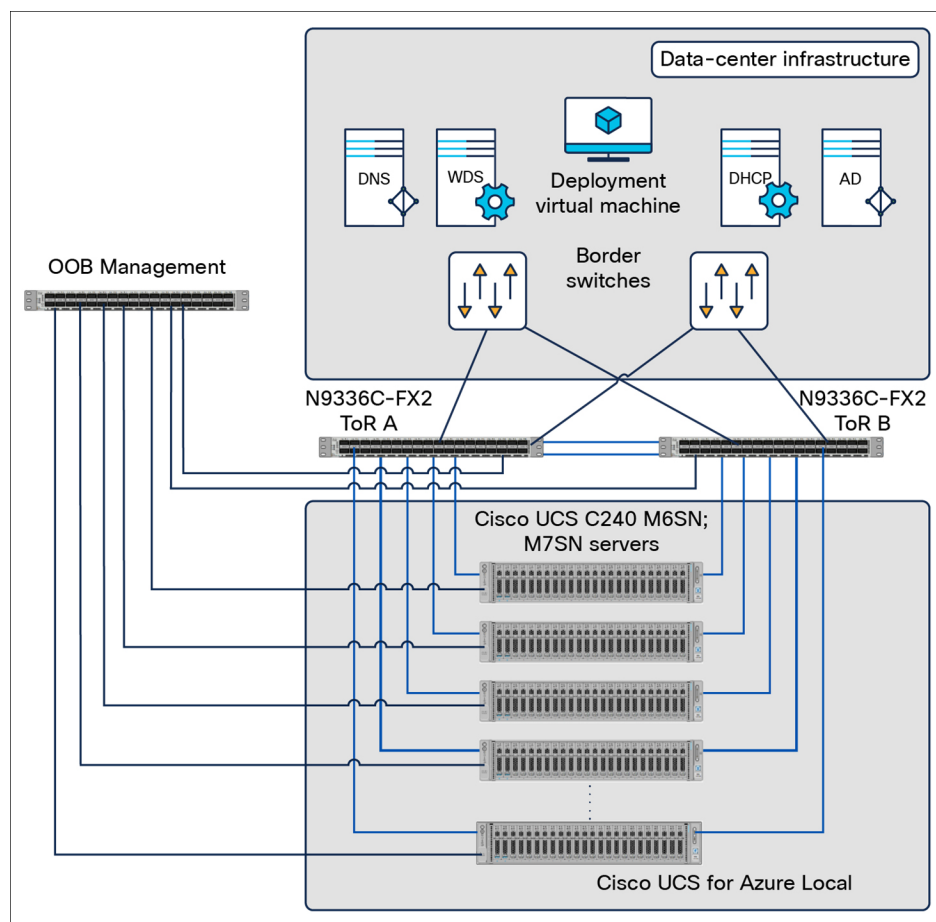 Data-center infrastructure
DNS
WDS
Deployment
virtual machine
DHCP
AD
Border
switches
OOB Management
N9336C-FX2
ToR A
N9336C-FX2
ToR B
Cisco UCS C240 M6SN;
M7SN servers
Cisco UCS for Azure Local